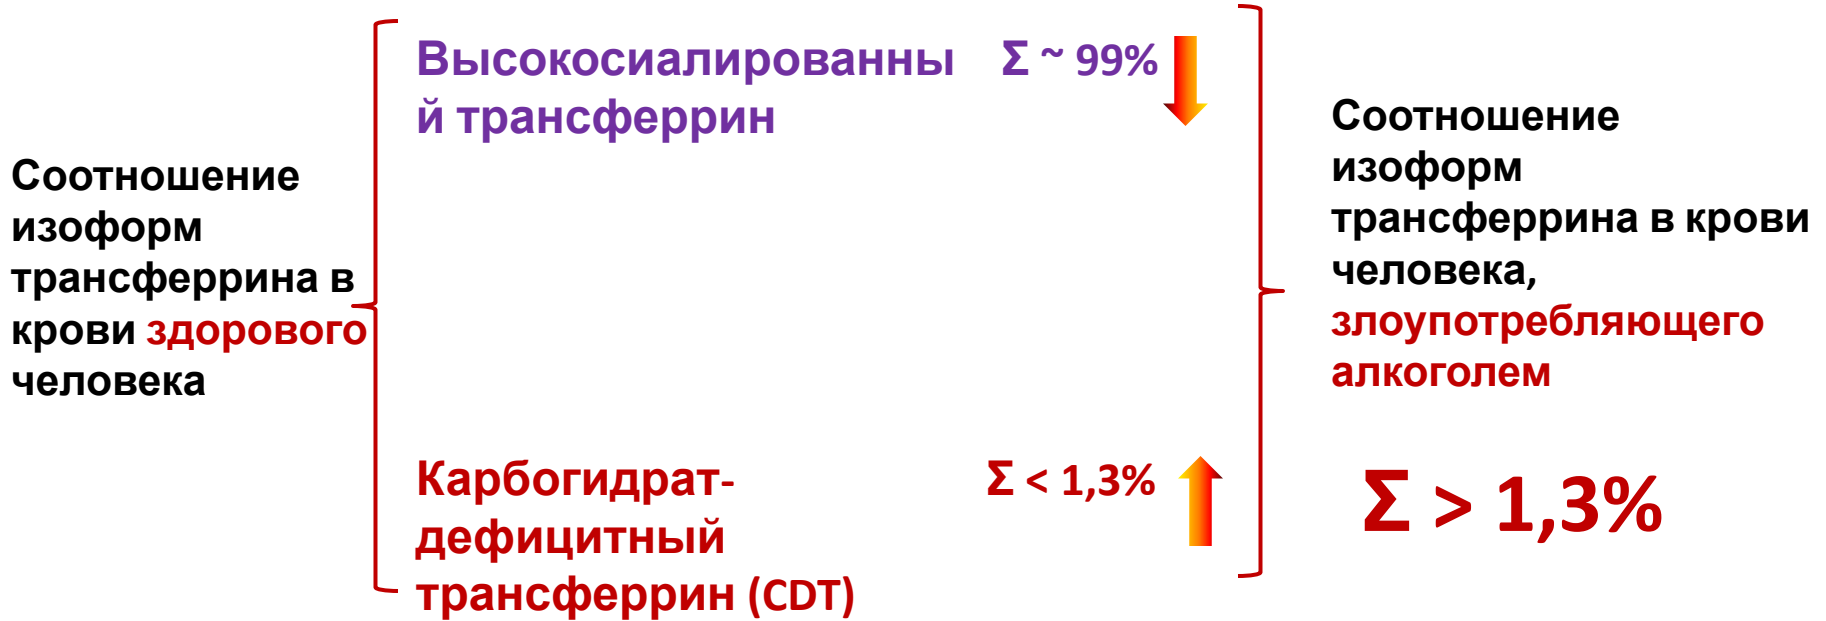 Соотношение
изоформ
трансферрина в
крови здорового
человека
Высокосиалированны
й трансферрин
Σ ~ 99%
Карбогидрат-
дефицитный
трансферрин (CDT)
Σ < 1,3%
Соотношение
изоформ
трансферрина в крови
человека,
злоупотребляющего
алкоголем
Σ > 1,3%